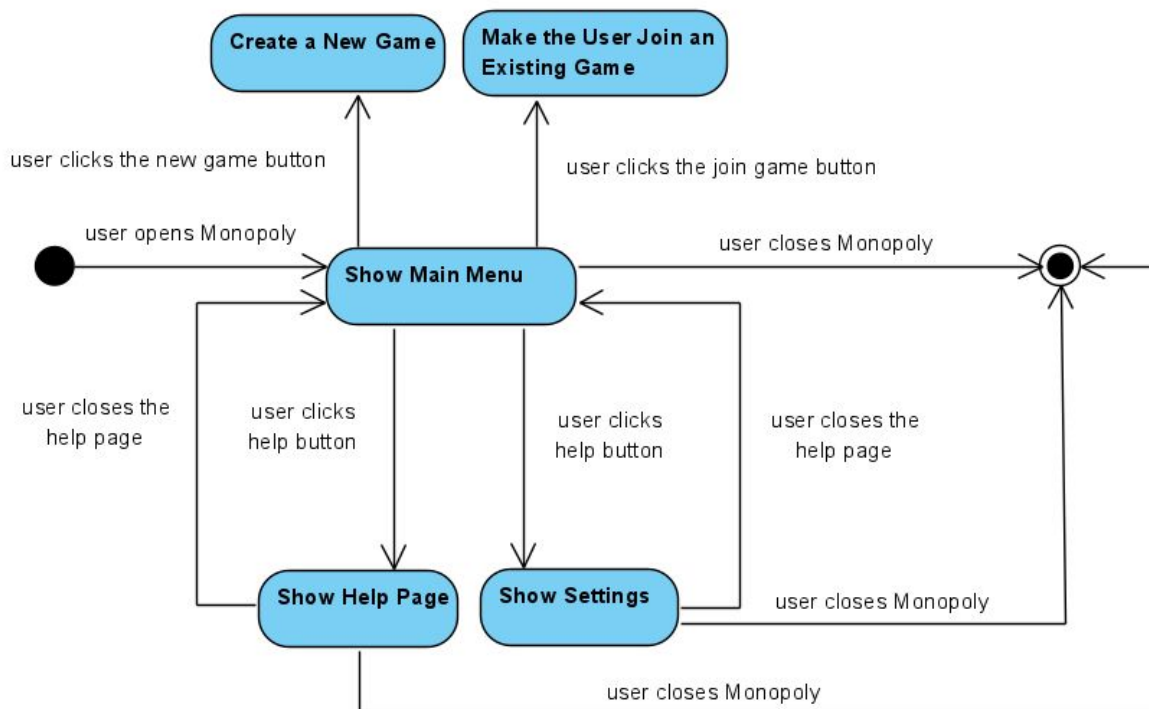 Create a New Game
Make the User Join an
Existing Game
user clicks the new game button
user clicks the join game button
user opens Monopoly
user closes Monopoly
Show Main Menu
user closes the
help page
user clicks
help button
user clicks
help button
user closes the
help page
Show Help Page
Show Settings
user closes Monopoly
user closes Monopoly